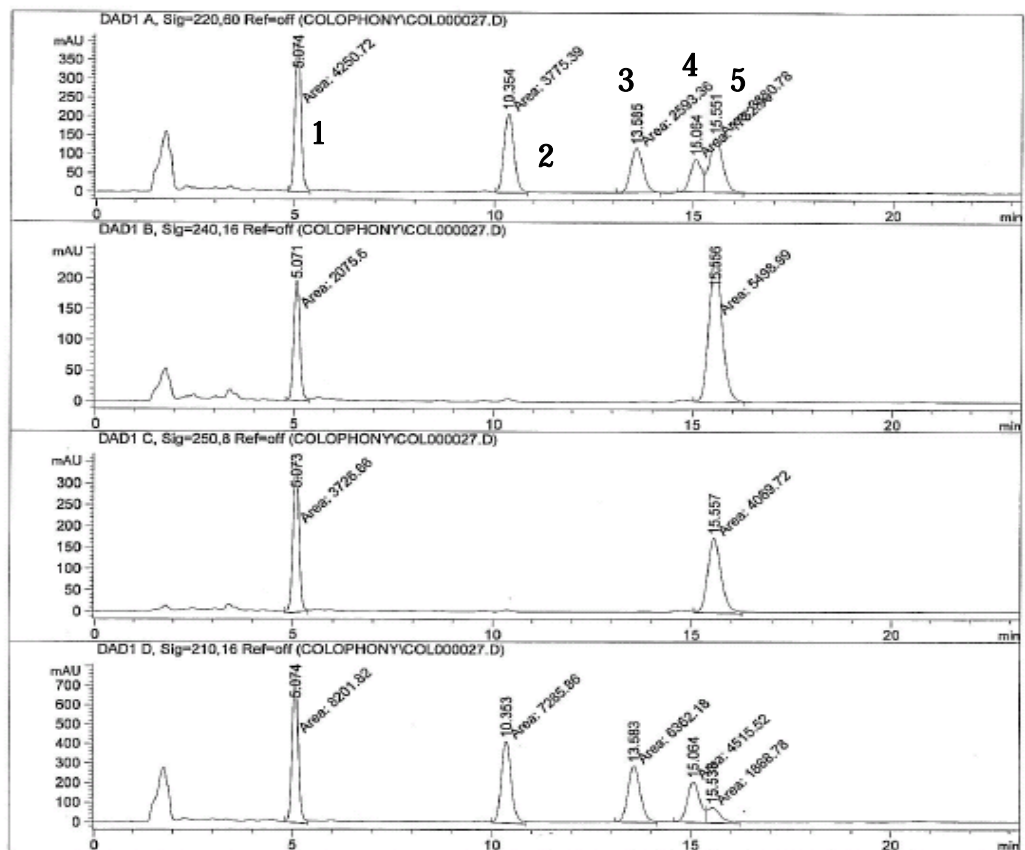 DAD1 A, Sig=220,60 Ref=off (COLOPHONY\COL000027.D)
mAU
350
300
250
200
150
100
50
0
5.074
Area: 4250.72
1
10.354
Area: 3775.39
2
3
13.585
Area: 2593.36
4
15.064
5
15.551
0
5
10
15
20
min
DAD1 B, Sig=240,16 Ref=off (COLOPHONY\COL000027.D)
mAU
200
150
100
50
0
5.071
Area: 2075.5
15.556
Area: 5498.99
0
5
10
15
20
min
DAD1 C, Sig=250,8 Ref=off (COLOPHONY\COL000027.D)
mAU
300
250
200
150
100
50
0
5.073
Area: 3726.66
15.557
Area: 4069.72
0
5
10
15
20
min
DAD1 D, Sig=210,16 Ref=off (COLOPHONY\COL000027.D)
mAU
700
600
500
400
300
200
100
0
5.074
Area: 8201.82
10.353
Area: 7285.86
13.583
Area: 6362.18
15.064
Area: 4515.52
Area: 1868.78
0
5
10
15
20
min